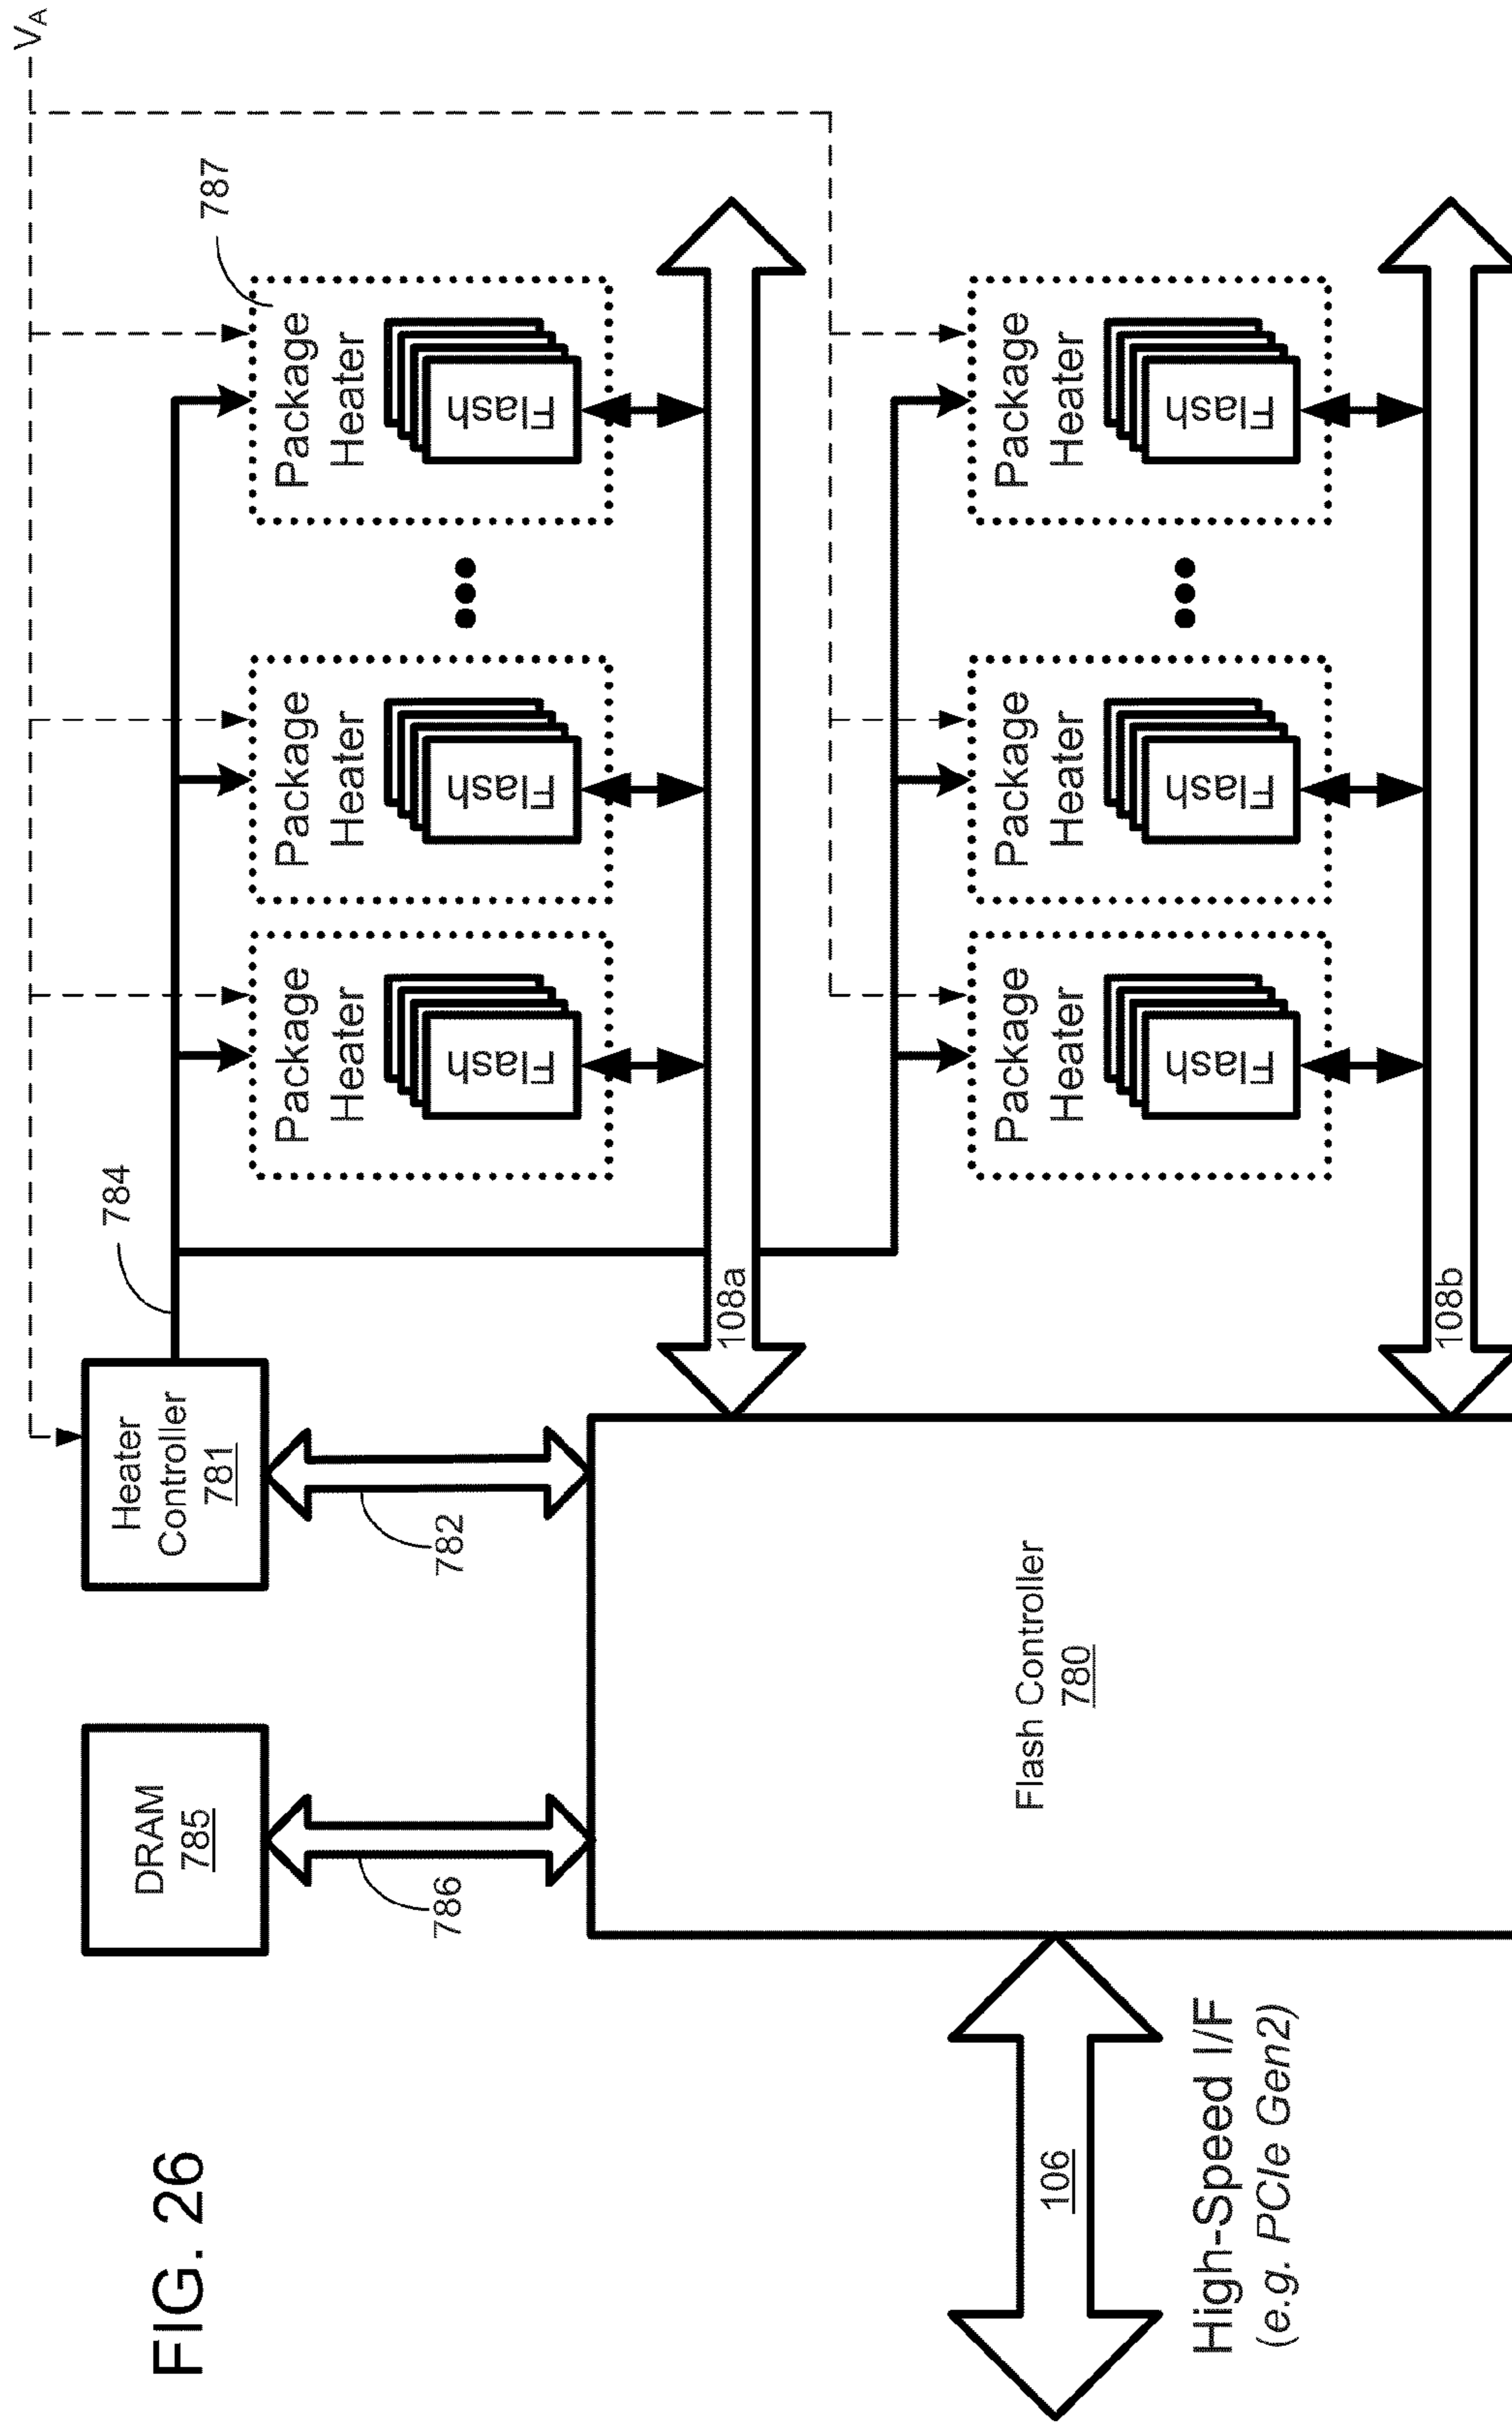 FIG. 26
V_A
DRAM
785
Heater
Controller
781
784
787
786
782
Package
Heater
Flash
Package
Heater
Flash
Package
Heater
Flash
108a
Flash Controller
780
106
High-Speed I/F
(e.g. PCIe Gen2)
Package
Heater
Flash
Package
Heater
Flash
Package
Heater
Flash
108b